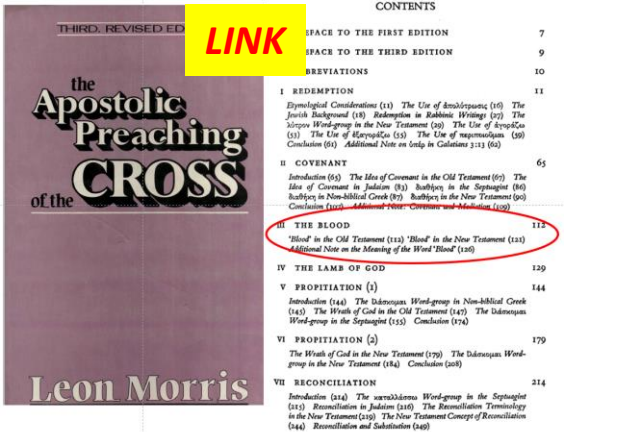 THIRD, REVISED ED
LINK
the
Apostolic
Preaching
of the CROSS
Leon Morris
CONTENTS
EFACE TO THE FIRST EDITION 7
EFACE TO THE THIRD EDITION 9
BREVIATIONS 10
I REDEMPTION 11
Etymological Considerations (11) The Use of ἀπολύτρωσις (16) The
Jewish Background (18) Redemption in Rabbinic Writings (27) The
λύτρον Word-group in the New Testament (29) The Use of ἀγοράζω
(53) The Use of ἐξαγοράζω (55) The Use of περιποιοῦμαι (59)
Conclusion (61) Additional Note on ὑπέρ in Galatians 3:13 (62)
II COVENANT 65
Introduction (65) The Idea of Covenant in the Old Testament (67) The
Idea of Covenant in Judaism (83) διαθήκη in the Septuagint (86)
διαθήκη in Non-biblical Greek (87) διαθήκη in the New Testament (90)
Conclusion (107) Additional Note: Covenant and Mediation (109)
III THE BLOOD 112
'Blood' in the Old Testament (112) 'Blood' in the New Testament (121)
Additional Note on the Meaning of the Word 'Blood' (126)
IV THE LAMB OF GOD 129
V PROPITIATION (1) 144
Introduction (144) The ἱλάσκομαι Word-group in Non-biblical Greek
(145) The Wrath of God in the Old Testament (147) The ἱλάσκομαι
Word-group in the Septuagint (155) Conclusion (174)
VI PROPITIATION (2) 179
The Wrath of God in the New Testament (179) The ἱλάσκομαι Word-
group in the New Testament (184) Conclusion (208)
VII RECONCILIATION 214
Introduction (214) The καταλλάσσω Word-group in the Septuagint
(215) Reconciliation in Judaism (216) The Reconciliation Terminology
in the New Testament (219) The New Testament Concept of Reconciliation
(244) Reconciliation and Substitution (249)